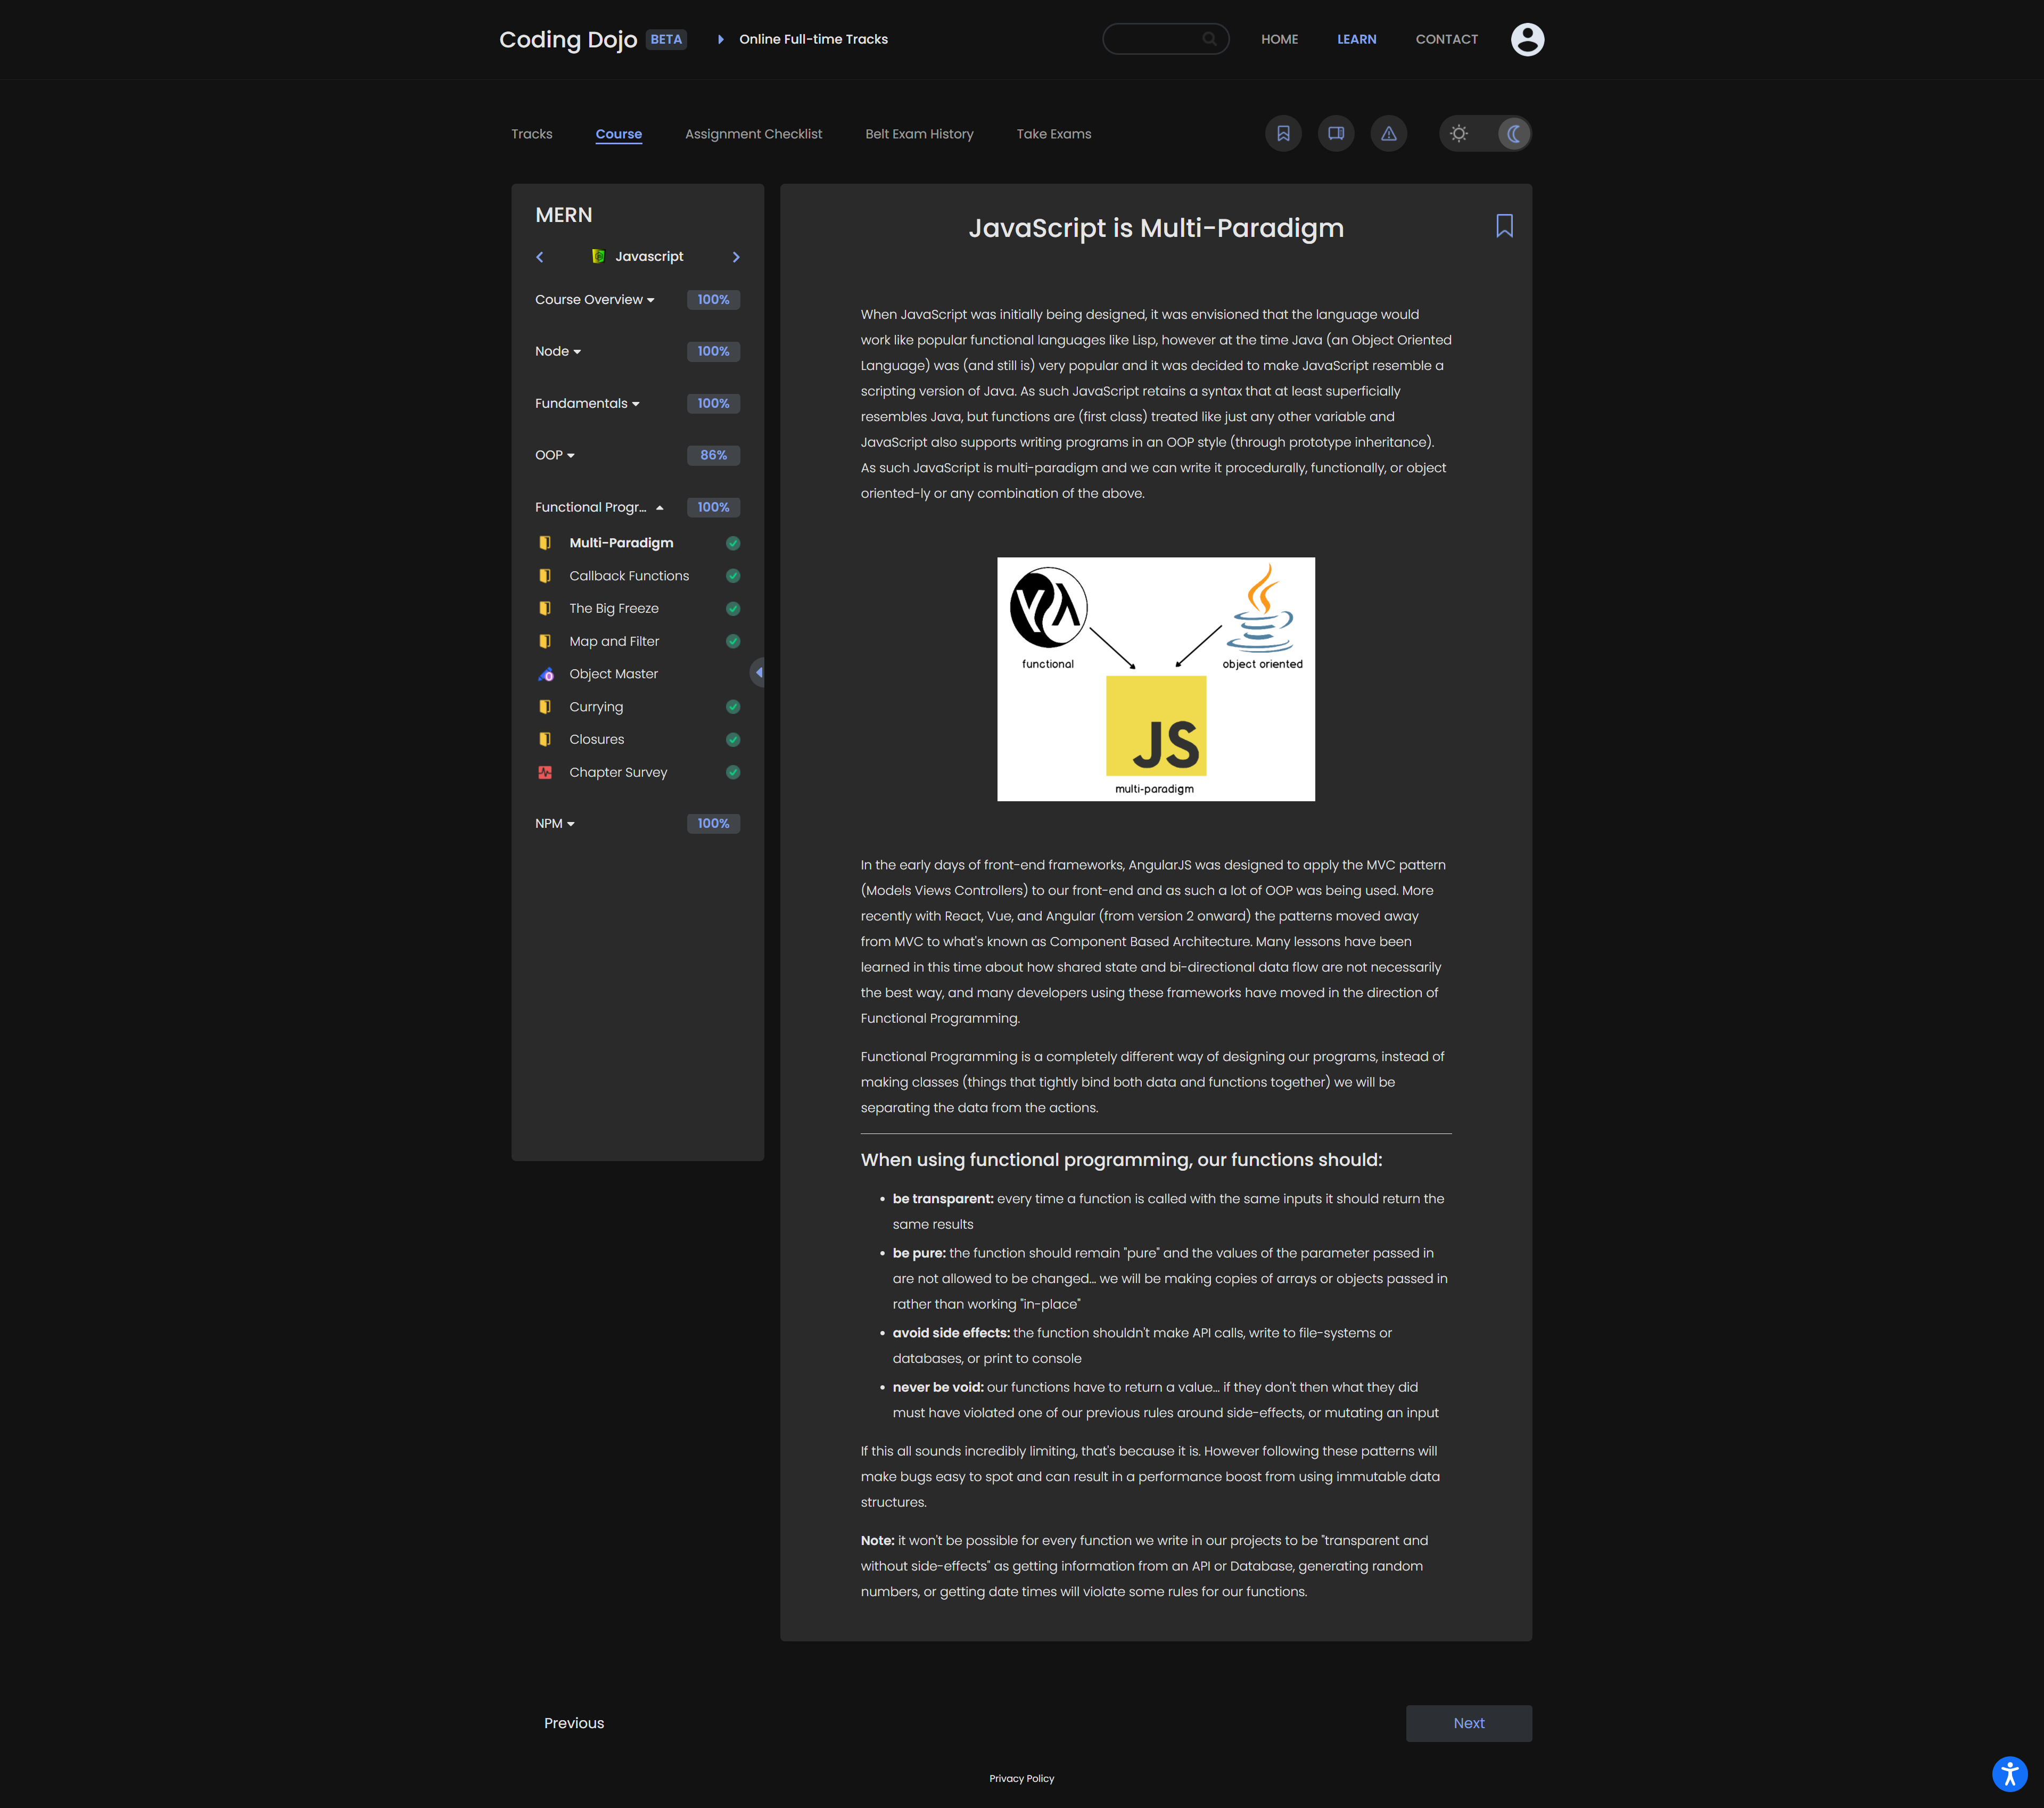 Coding Dojo BETA Online Full-time Tracks HOME LEARN CONTACT
Tracks Course Assignment Checklist Belt Exam History Take Exams
MERN
Javascript
Course Overview 100%
Node 100%
Fundamentals 100%
OOP 86%
Functional Progr... 100%
Multi-Paradigm
Callback Functions
The Big Freeze
Map and Filter
Object Master
Currying
Closures
Chapter Survey
NPM 100%
JavaScript is Multi-Paradigm
When JavaScript was initially being designed, it was envisioned that the language would
work like popular functional languages like Lisp, however at the time Java (an Object Oriented
Language) was (and still is) very popular and it was decided to make JavaScript resemble a
scripting version of Java. As such JavaScript retains a syntax that at least superficially
resembles Java, but functions are (first class) treated like just any other variable and
JavaScript also supports writing programs in an OOP style (through prototype inheritance).
As such JavaScript is multi-paradigm and we can write it procedurally, functionally, or object
oriented-ly or any combination of the above.
functional
object oriented
JS
multi-paradigm
In the early days of front-end frameworks, AngularJS was designed to apply the MVC pattern
(Models Views Controllers) to our front-end and as such a lot of OOP was being used. More
recently with React, Vue, and Angular (from version 2 onward) the patterns moved away
from MVC to what's known as Component Based Architecture. Many lessons have been
learned in this time about how shared state and bi-directional data flow are not necessarily
the best way, and many developers using these frameworks have moved in the direction of
Functional Programming.
Functional Programming is a completely different way of designing our programs, instead of
making classes (things that tightly bind both data and functions together) we will be
separating the data from the actions.
When using functional programming, our functions should:
• be transparent: every time a function is called with the same inputs it should return the
same results
• be pure: the function should remain "pure" and the values of the parameter passed in
are not allowed to be changed... we will be making copies of arrays or objects passed in
rather than working "in-place"
• avoid side effects: the function shouldn't make API calls, write to file-systems or
databases, or print to console
• never be void: our functions have to return a value... if they don't then what they did
must have violated one of our previous rules around side-effects, or mutating an input
If this all sounds incredibly limiting, that's because it is. However following these patterns will
make bugs easy to spot and can result in a performance boost from using immutable data
structures.
Note: it won't be possible for every function we write in our projects to be "transparent and
without side-effects" as getting information from an API or Database, generating random
numbers, or getting date times will violate some rules for our functions.
Previous Next
Privacy Policy